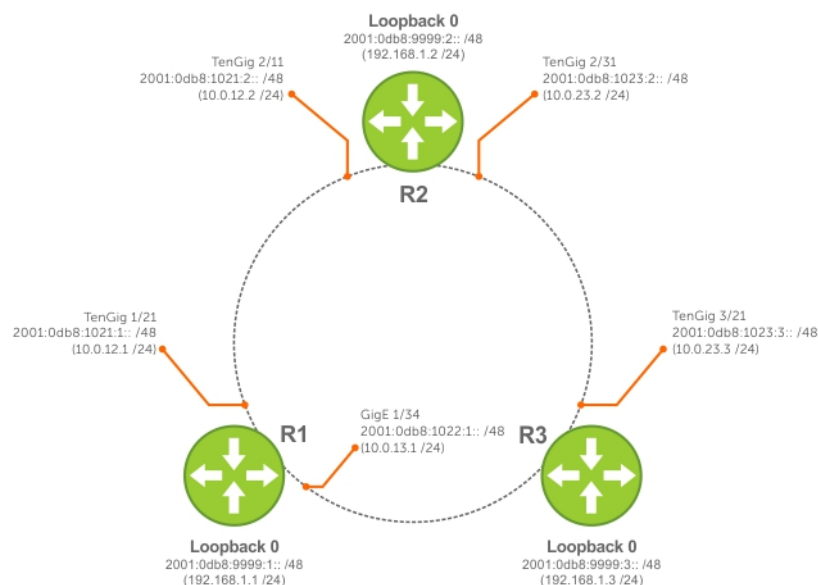 Loopback 0
2001:0db8:9999:2:: /48
(192.168.1.2 /24)
TenGig 2/11
2001:0db8:1021:2:: /48
(10.0.12.2 /24)
TenGig 2/31
2001:0db8:1023:2:: /48
(10.0.23.2 /24)
R2
TenGig 1/21
2001:0db8:1021:1:: /48
(10.0.12.1 /24)
TenGig 3/21
2001:0db8:1023:3:: /48
(10.0.23.3 /24)
GigE 1/34
2001:0db8:1022:1:: /48
(10.0.13.1 /24)
R1
R3
Loopback 0
2001:0db8:9999:1:: /48
(192.168.1.1 /24)
Loopback 0
2001:0db8:9999:3:: /48
(192.168.1.3 /24)